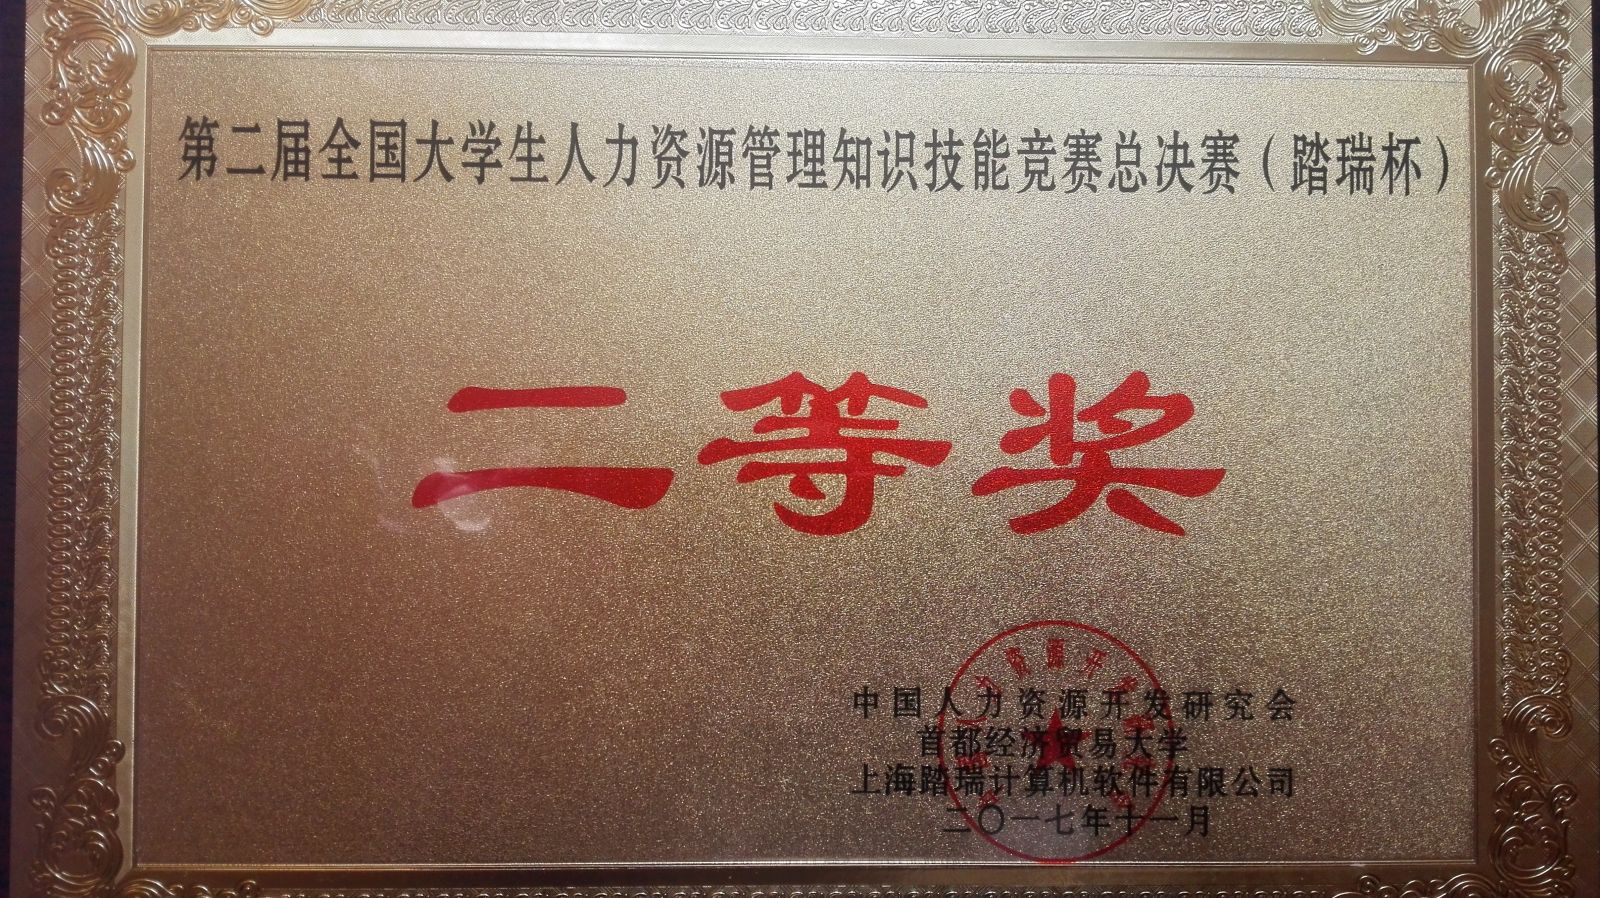 第二届全国大学生人力资源管理知识技能竞赛总决赛（踏瑞杯）
二等奖
中国人力资源开发研究会
首都经济贸易大学
上海踏瑞计算机软件有限公司
二〇一七年十一月